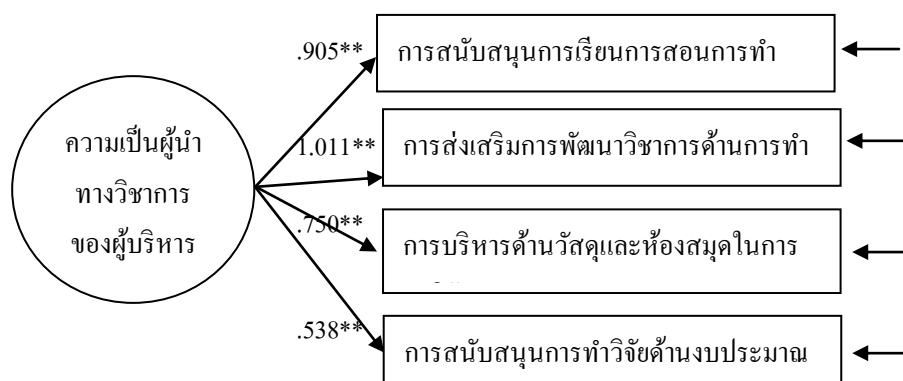 .905**
การสนับสนุนการเรียนการสอนการทำ
ความเป็นผู้นำ
ทางวิชาการ
ของผู้บริหาร
1.011**
การส่งเสริมการพัฒนาวิชาการด้านการทำ
.750**
การบริหารด้านวัสดุและห้องสมุดในการ
.538**
การสนับสนุนการทำวิจัยด้านงบประมาณ